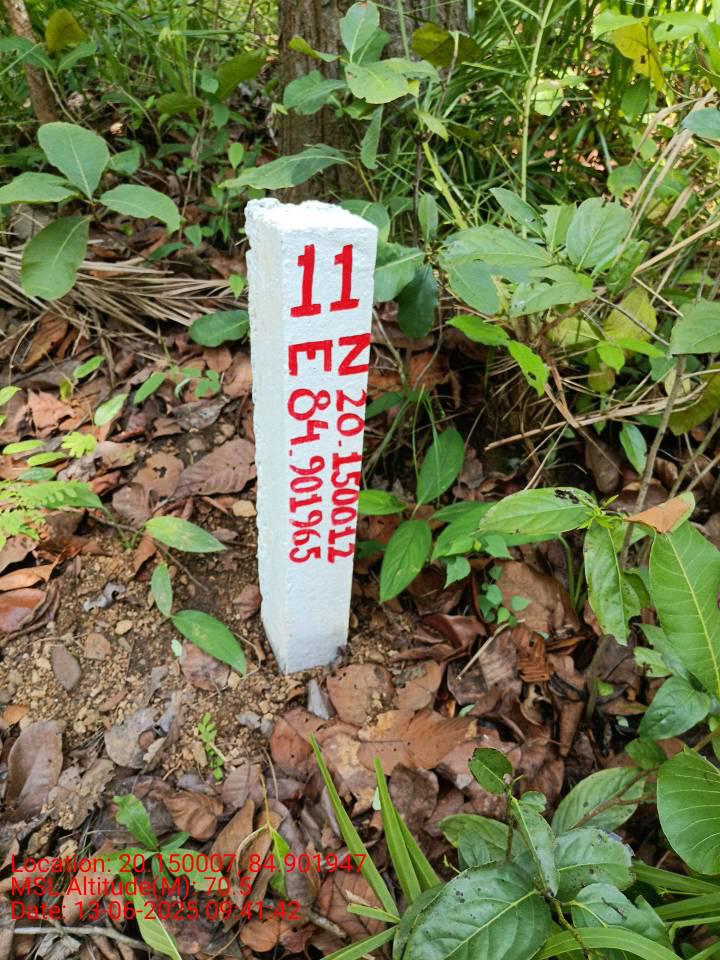 11
N 20.150012
E 84.901965
Location: 20.150007 84.901947
MSL Altitude(M): 70.5
Date: 13-06-2025 09:41:42